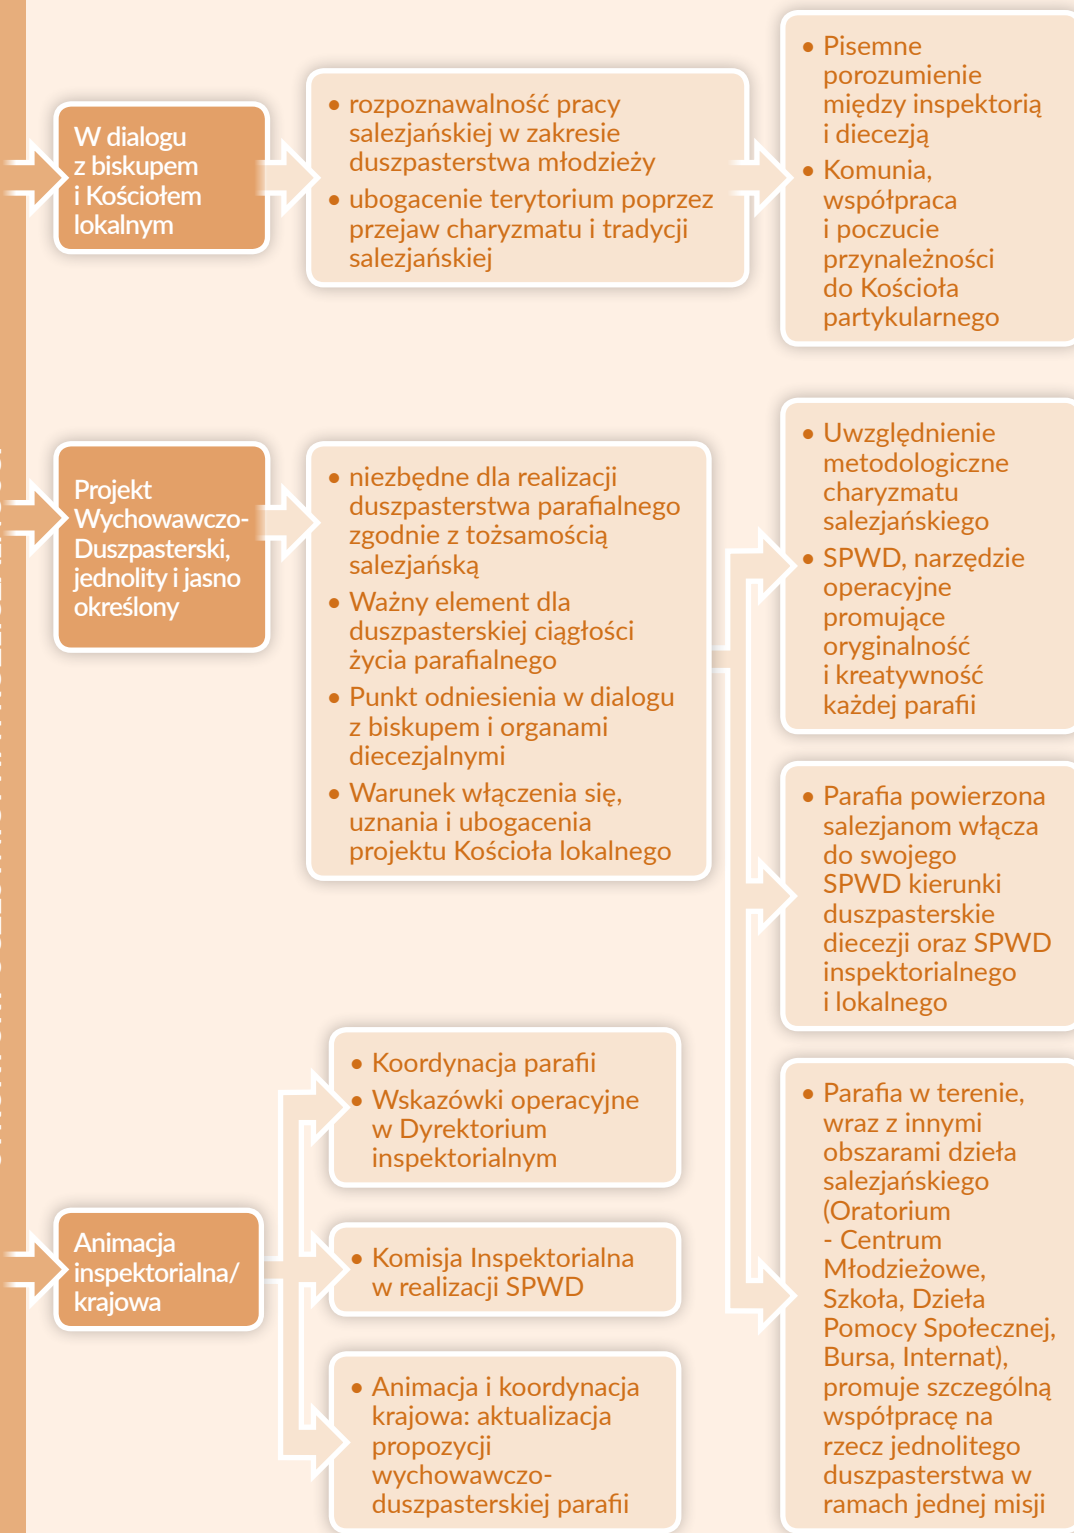 W dialogu
z biskupem
i Kościołem
lokalnym
• rozpoznawalność pracy
salezjańskiej w zakresie
duszpasterstwa młodzieży
• ubogacenie terytorium poprzez
przejaw charyzmatu i tradycji
salezjańskiej
• Pisemne
porozumienie
między inspektorią
i diecezją
• Komunia,
współpraca
i poczucie
przynależności
do Kościoła
partykularnego
Projekt
Wychowawczo-
Duszpasterski,
jednolity i jasno
określony
• niezbędne dla realizacji
duszpasterstwa parafialnego
zgodnie z tożsamością
salezjańską
• Ważny element dla
duszpasterskiej ciągłości
życia parafialnego
• Punkt odniesienia w dialogu
z biskupem i organami
diecezjalnymi
• Warunek włączenia się,
uznania i ubogacenia
projektu Kościoła lokalnego
• Uwzględnienie
metodologiczne
charyzmatu
salezjańskiego
• SPWD, narzędzie
operacyjne
promujące
oryginalność
i kreatywność
każdej parafii
• Parafia powierzona
salezjanom włącza
do swojego
SPWD kierunki
duszpasterskie
diecezji oraz SPWD
inspektorialnego
i lokalnego
• Parafia w terenie,
wraz z innymi
obszarami dzieła
salezjańskiego
(Oratorium
- Centrum
Młodzieżowe,
Szkoła, Dzieła
Pomocy Społecznej,
Bursa, Internat),
promuje szczególną
współpracę na
rzecz jednolitego
duszpasterstwa w
ramach jednej misji
Animacja
inspektorialna/
krajowa
• Koordynacja parafii
• Wskazówki operacyjne
w Dyrektorium
inspektorialnym
• Komisja Inspektorialna
w realizacji SPWD
• Animacja i koordynacja
krajowa: aktualizacja
propozycji
wychowawczo-
duszpasterskiej parafii